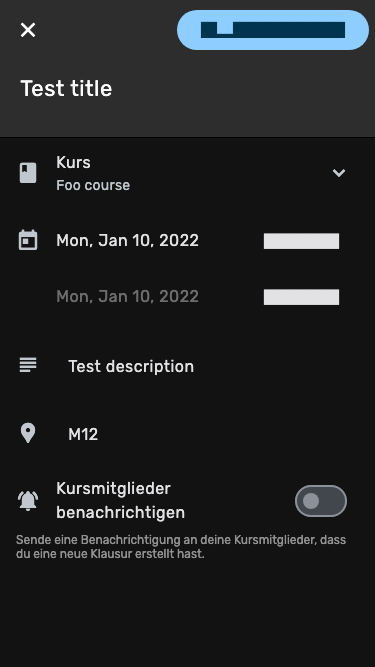 Test title
Kurs
Foo course
Mon, Jan 10, 2022
Mon, Jan 10, 2022
Test description
M12
Kursmitglieder
benachrichtigen
Sende eine Benachrichtigung an deine Kursmitglieder, dass
du eine neue Klausur erstellt hast.